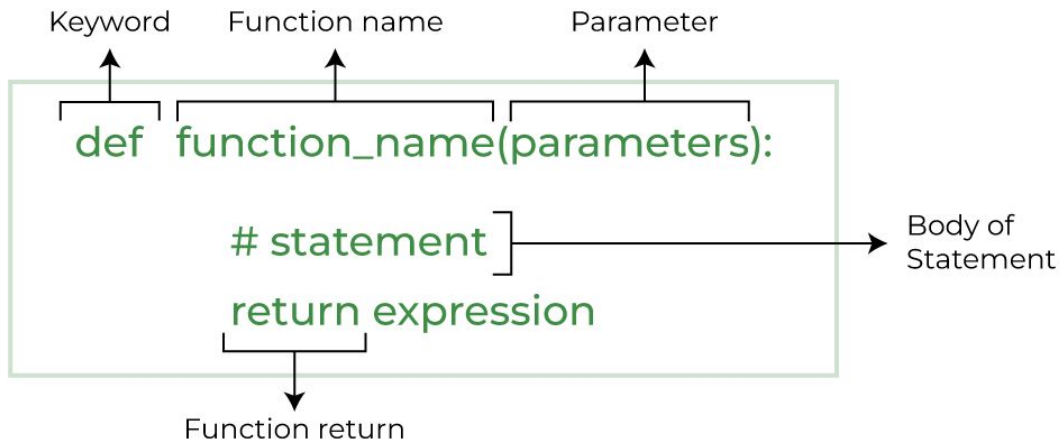 Keyword Function name Parameter
def function_name(parameters):
# statement
Body of
Statement
return expression
Function return